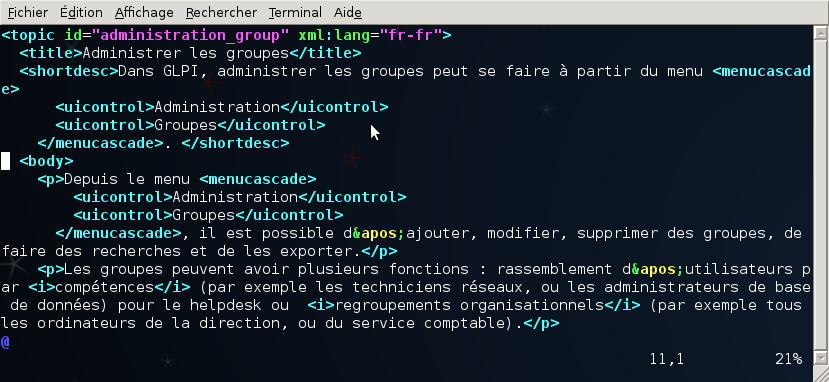 Fichier Édition Affichage Rechercher Terminal Aide
<topic id="administration_group" xml:lang="fr-fr">
  <title>Administrer les groupes</title>
  <shortdesc>Dans GLPI, administrer les groupes peut se faire à partir du menu <menucascad
e>
      <uicontrol>Administration</uicontrol>
      <uicontrol>Groupes</uicontrol>
    </menucascade>. </shortdesc>
  <body>
    <p>Depuis le menu <menucascade>
        <uicontrol>Administration</uicontrol>
        <uicontrol>Groupes</uicontrol>
      </menucascade>, il est possible d&apos;ajouter, modifier, supprimer des groupes, de
faire des recherches et de les exporter.</p>
    <p>Les groupes peuvent avoir plusieurs fonctions : rassemblement d&apos;utilisateurs p
ar <i>compétences</i> (par exemple les techniciens réseaux, ou les administrateurs de base
 de données) pour le helpdesk ou  <i>regroupements organisationnels</i> (par exemple tous
les ordinateurs de la direction, ou du service comptable).</p>
@
11,1 21%